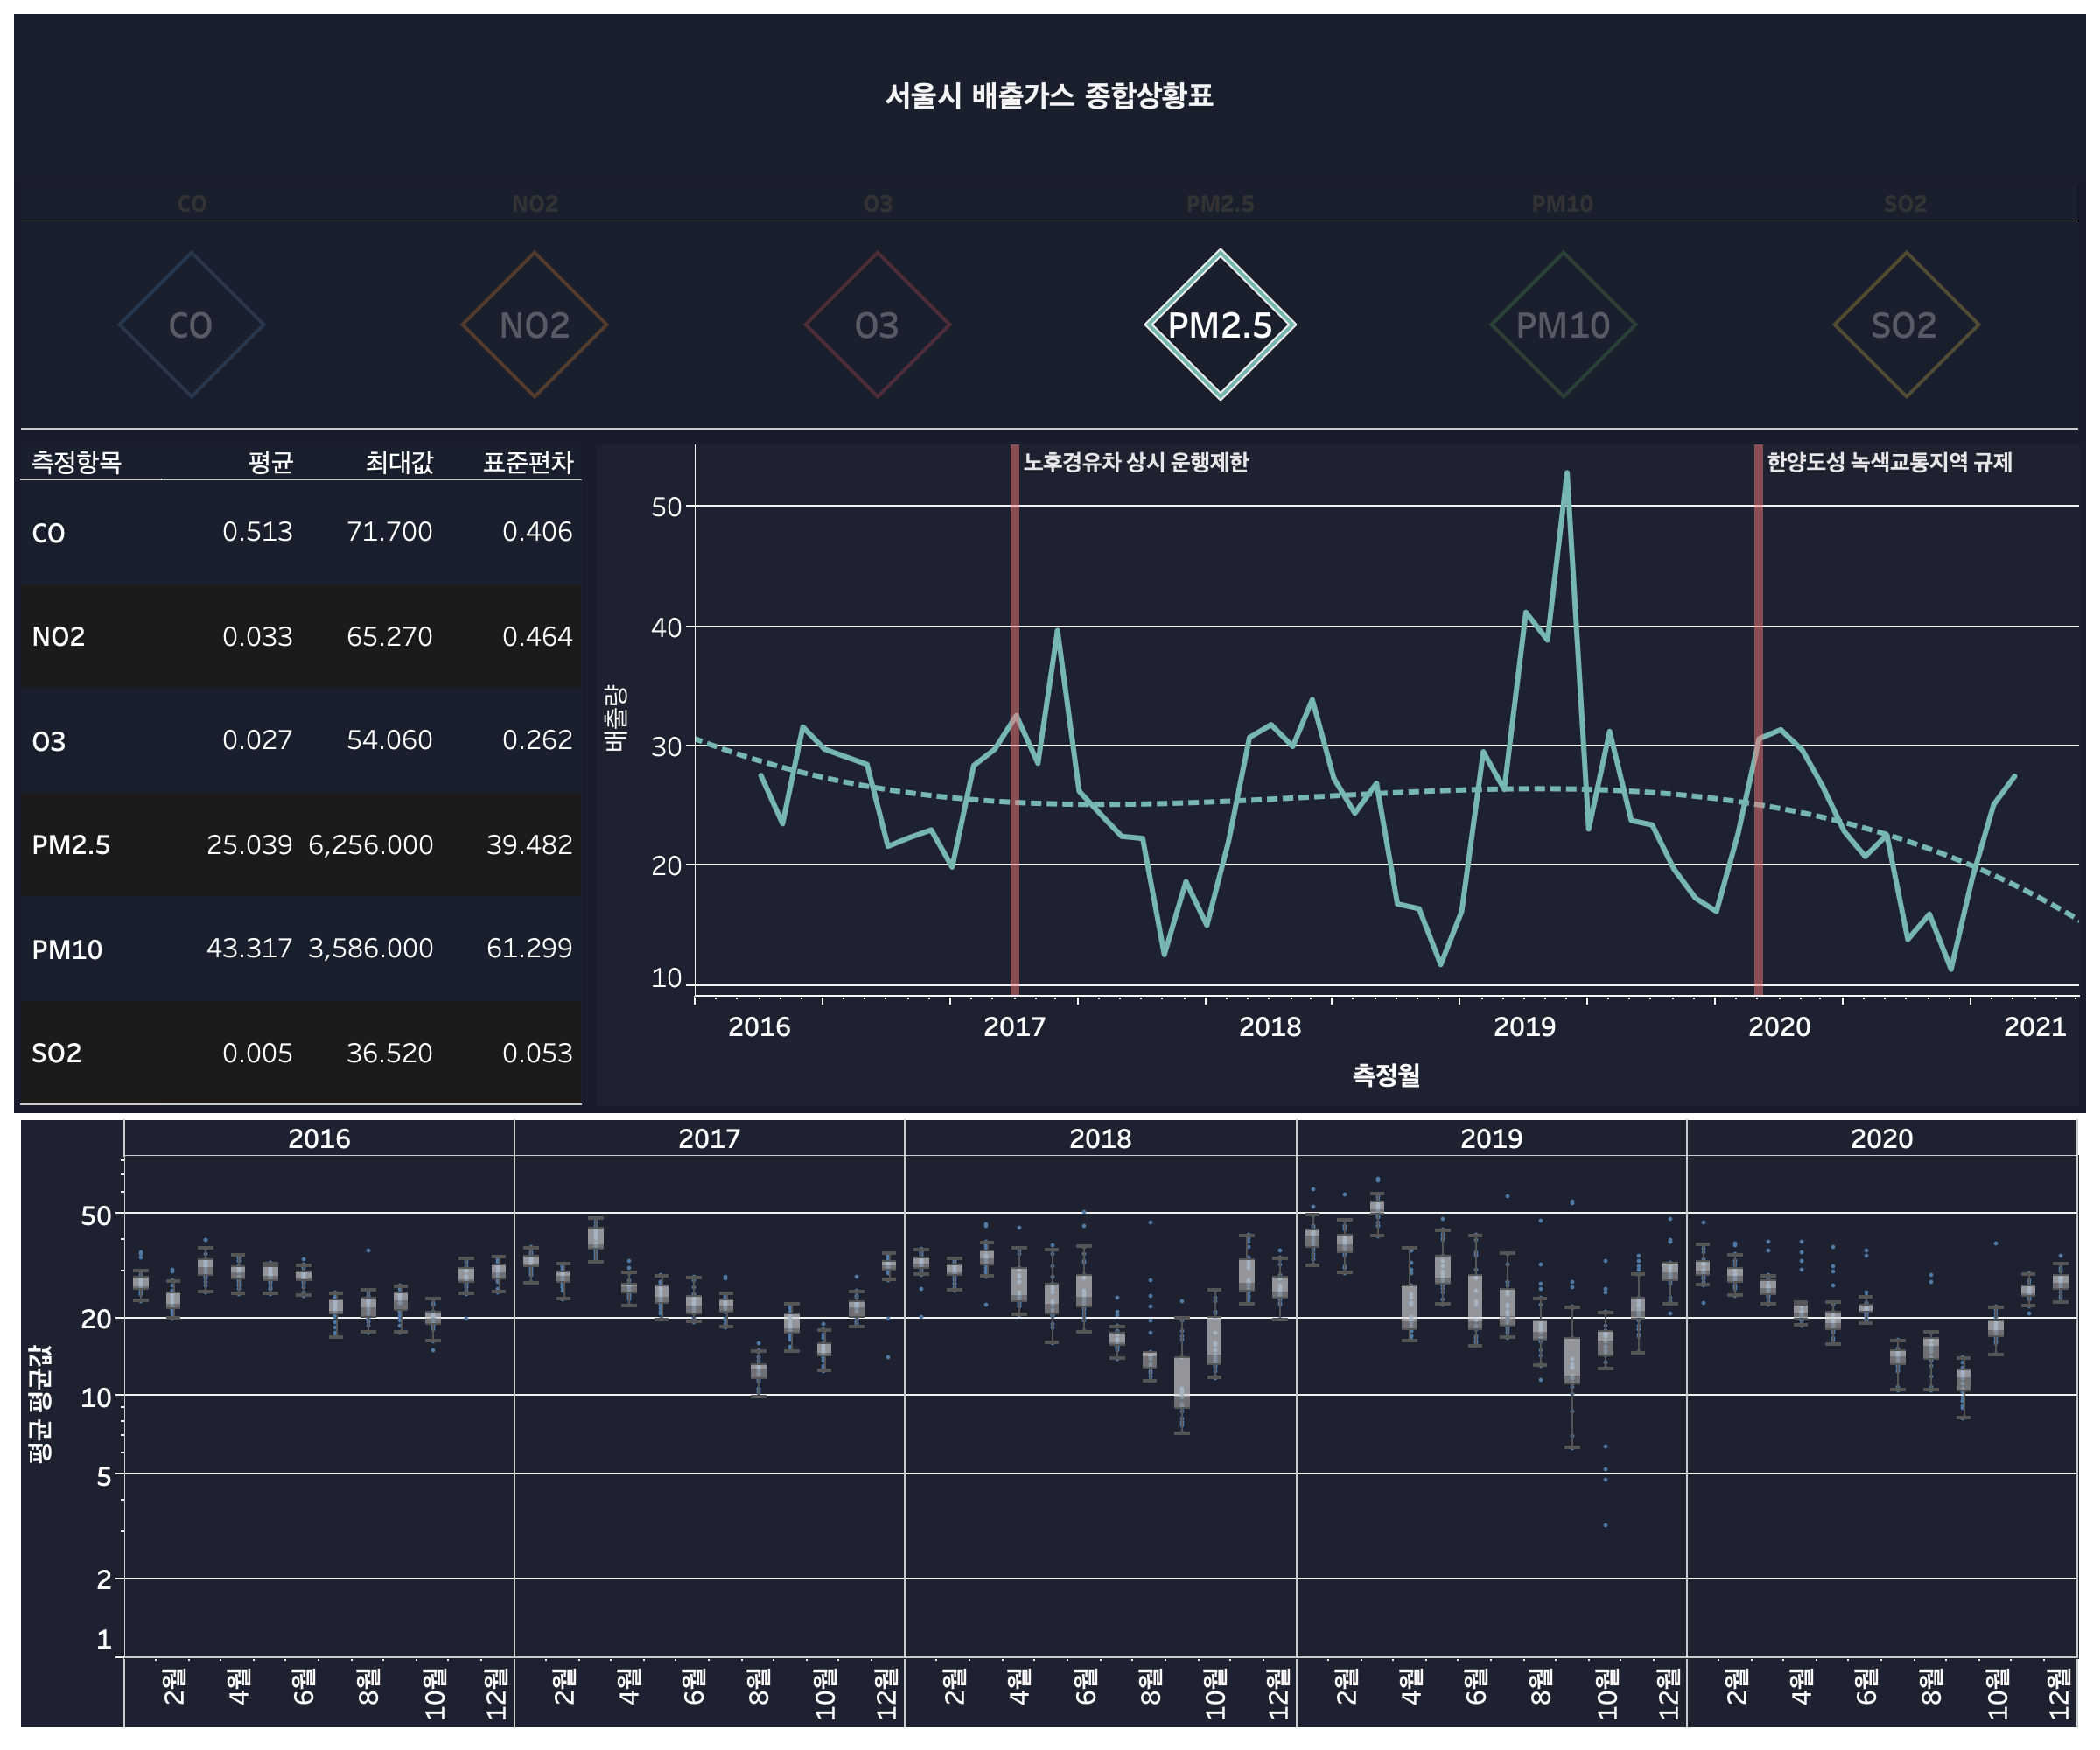 서울시 배출가스 종합상황표
CO NO2 O3 PM2.5 PM10 SO2
CO NO2 O3 PM2.5 PM10 SO2
측정항목 평균 최대값 표준편차
CO 0.513 71.700 0.406
NO2 0.033 65.270 0.464
O3 0.027 54.060 0.262
PM2.5 25.039 6,256.000 39.482
PM10 43.317 3,586.000 61.299
SO2 0.005 36.520 0.053
노후경유차 상시 운행제한
한양도성 녹색교통지역 규제
배출량
50
40
30
20
10
2016 2017 2018 2019 2020 2021
측정월
2016 2017 2018 2019 2020
평균 평균값
50
20
10
5
2
1
2월 4월 6월 8월 10월 12월 2월 4월 6월 8월 10월 12월 2월 4월 6월 8월 10월 12월 2월 4월 6월 8월 10월 12월 2월 4월 6월 8월 10월 12월